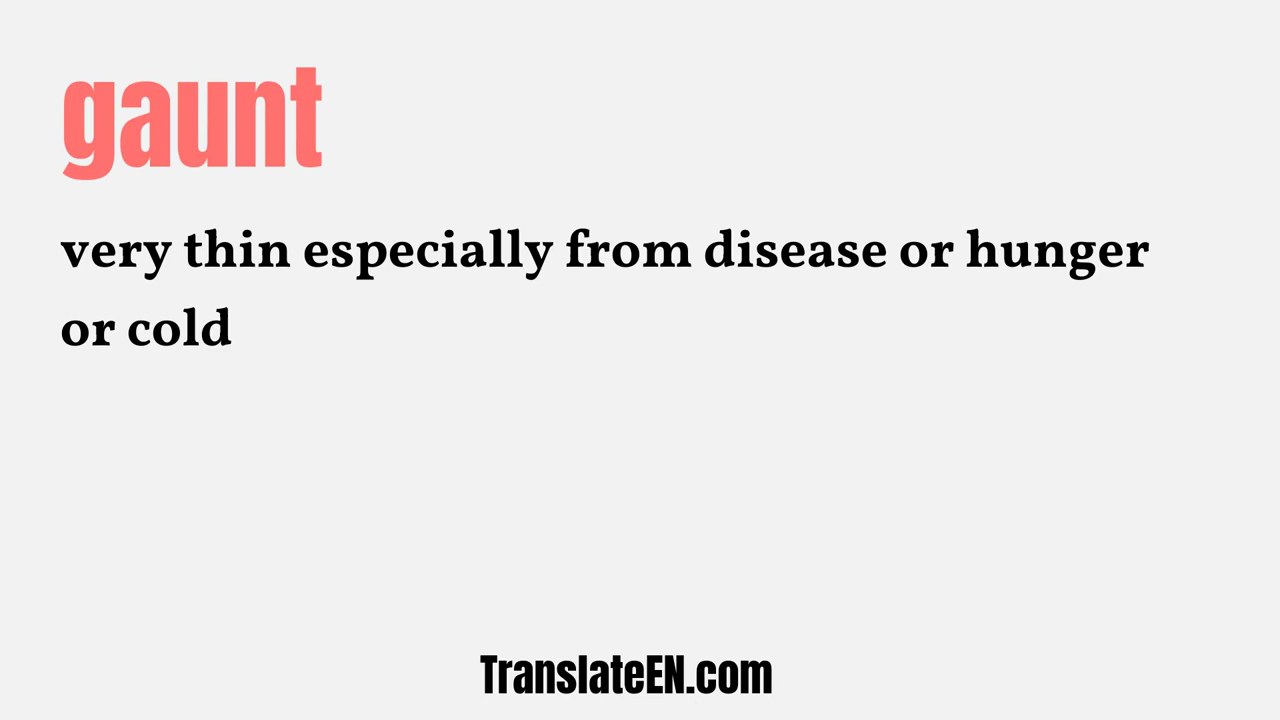 gaunt
very thin especially from disease or hunger
or cold
TranslateEN.com